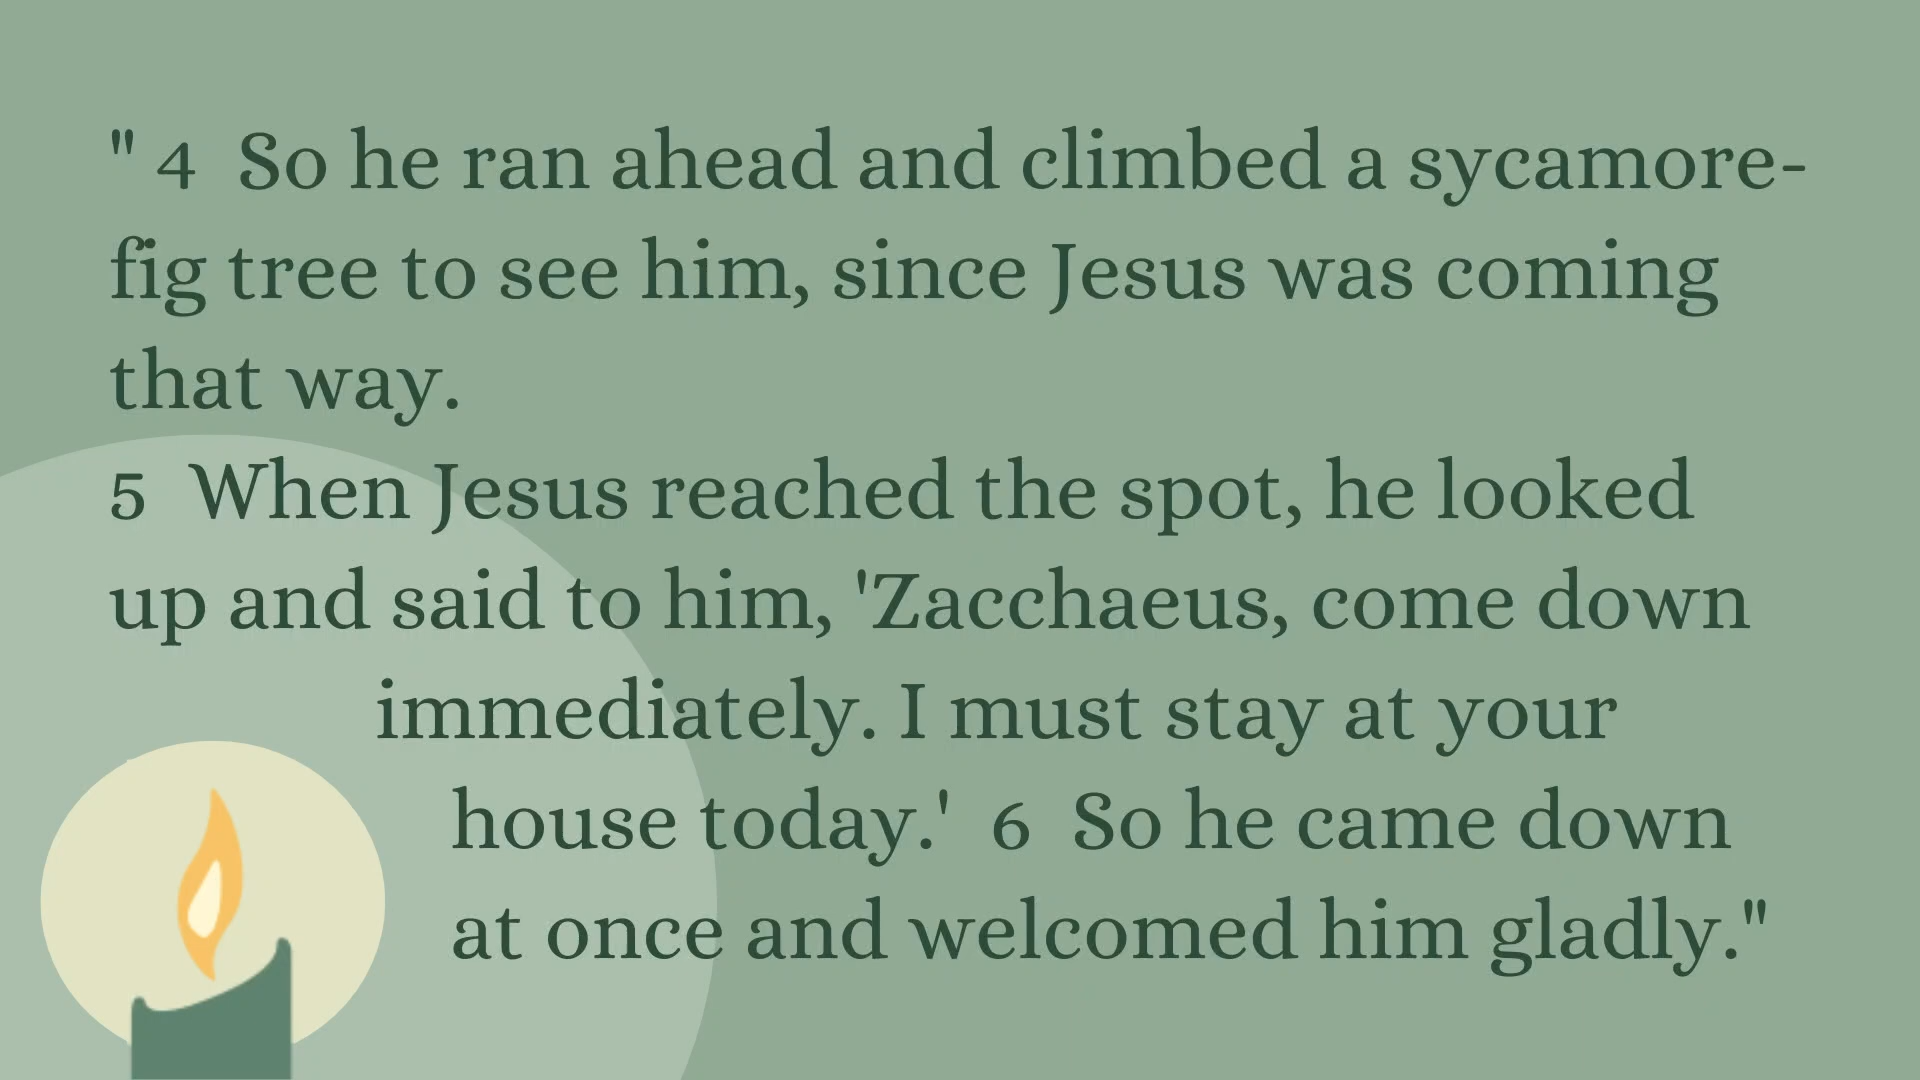 " 4 So he ran ahead and climbed a sycamore-
fig tree to see him, since Jesus was coming
that way.
5 When Jesus reached the spot, he looked
up and said to him, 'Zacchaeus, come down
immediately. I must stay at your
house today.' 6 So he came down
at once and welcomed him gladly."